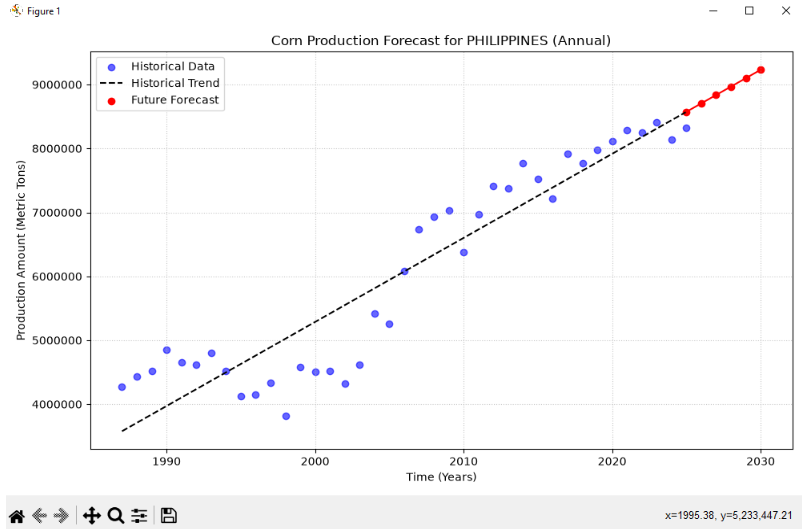 Figure 1
Corn Production Forecast for PHILIPPINES (Annual)
Historical Data
Historical Trend
Future Forecast
9000000
8000000
7000000
6000000
5000000
4000000
Production Amount (Metric Tons)
1990
2000
2010
2020
2030
Time (Years)
x=1995.38, y=5,233,447.21